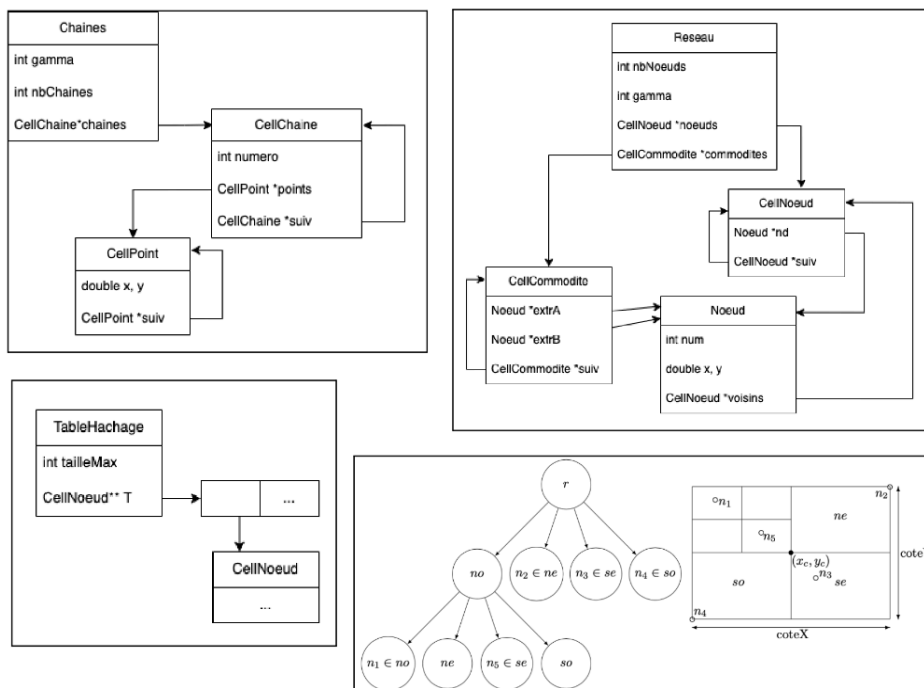 Chaines
int gamma
int nbChaines
CellChaine*chaines
CellChaine
int numero
CellPoint *points
CellChaine *suiv
CellPoint
double x, y
CellPoint *suiv
Reseau
int nbNoeuds
int gamma
CellNoeud *noeuds
CellCommodite *commodites
CellNoeud
Noeud *nd
CellNoeud *suiv
CellCommodite
Noeud *extrA
Noeud *extrB
CellCommodite *suiv
Noeud
int num
double x, y
CellNoeud *voisins
TableHachage
int tailleMax
CellNoeud** T
...
CellNoeud
...
r
no
n₂ ∈ ne
n₃ ∈ se
n₄ ∈ so
n₁ ∈ no
ne
n₅ ∈ se
so
n₁
n₂
ne
n₅
(x_c, y_c)
n₃
so
se
n₄
coteX